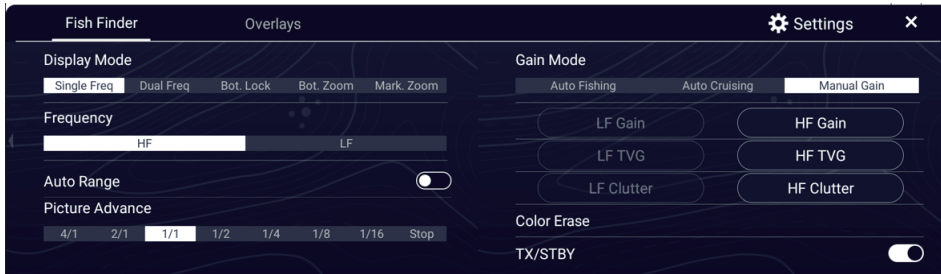 Fish Finder
Overlays
Settings
Display Mode
Single Freq Dual Freq Bot. Lock Bot. Zoom Mark. Zoom
Frequency
HF LF
Auto Range
Picture Advance
4/1 2/1 1/1 1/2 1/4 1/8 1/16 Stop
Gain Mode
Auto Fishing Auto Cruising Manual Gain
LF Gain HF Gain
LF TVG HF TVG
LF Clutter HF Clutter
Color Erase
TX/STBY